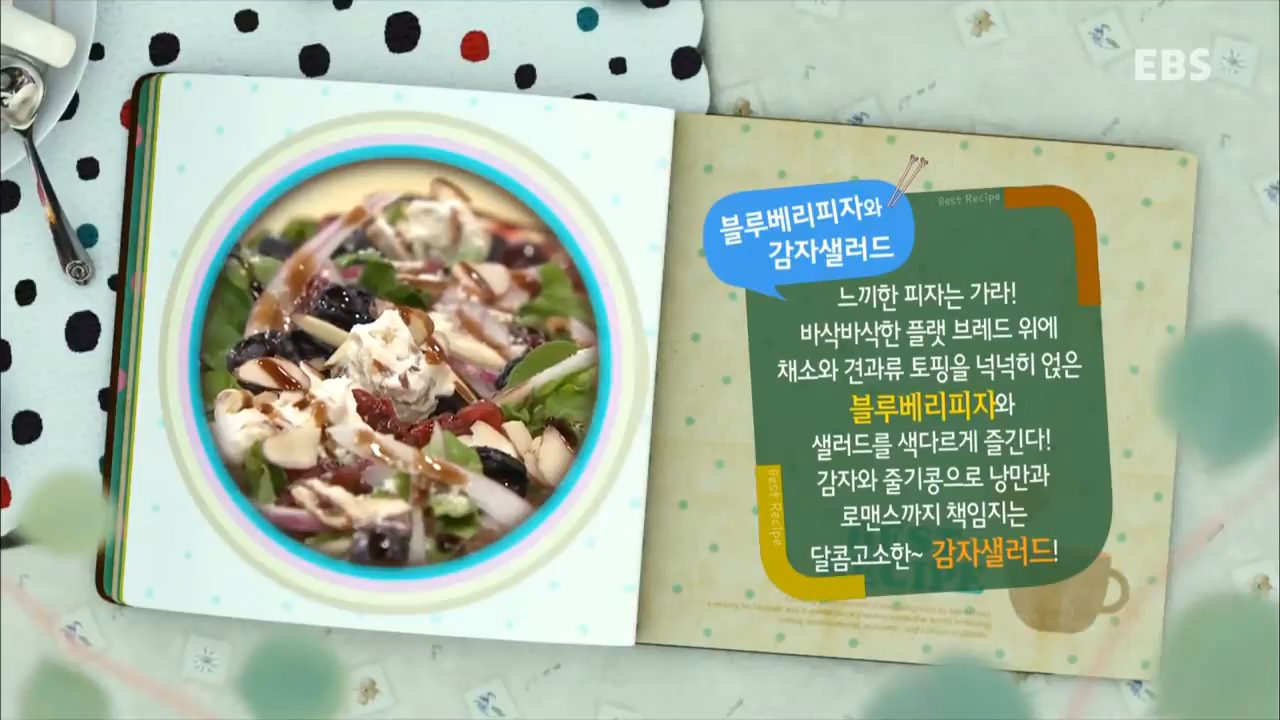 EBS
Best Recipe
블루베리피자와
감자샐러드
느끼한 피자는 가라!
바삭바삭한 플랫 브레드 위에
채소와 견과류 토핑을 넉넉히 얹은
블루베리피자와
샐러드를 색다르게 즐긴다!
감자와 줄기콩으로 낭만과
로맨스까지 책임지는
달콤고소한~ 감자샐러드!
Best Recipe